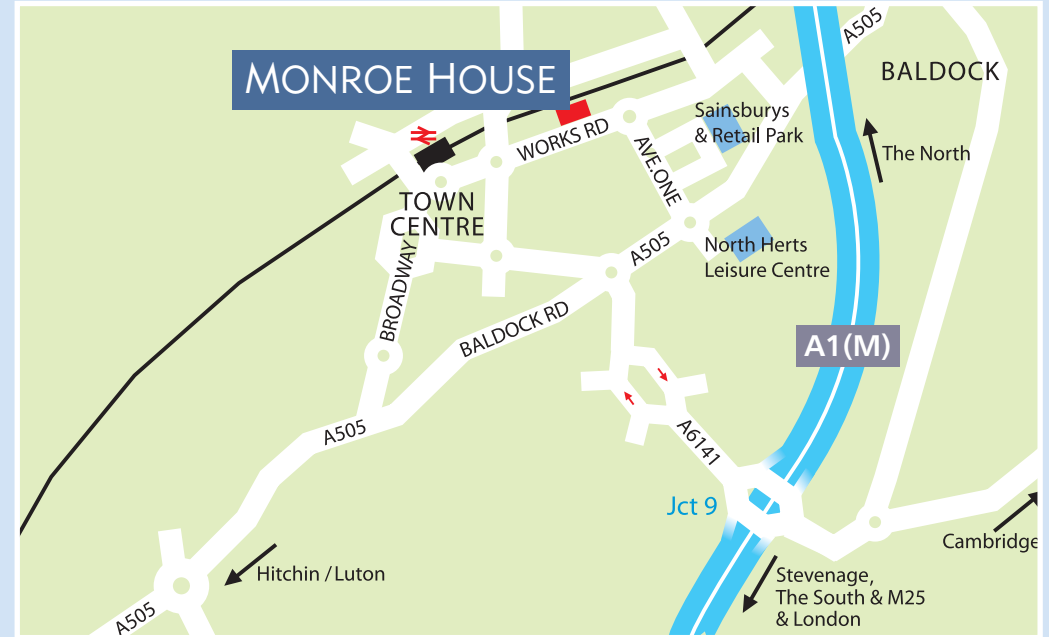 A505
BALDOCK
MONROE HOUSE
Sainsburys
& Retail Park
WORKS RD
The North
AVE.ONE
TOWN
CENTRE
A505
North Herts
Leisure Centre
BROADWAY
BALDOCK RD
A1(M)
A505
A6141
Jct 9
Cambridge
Hitchin / Luton
Stevenage,
The South & M25
& London
A505